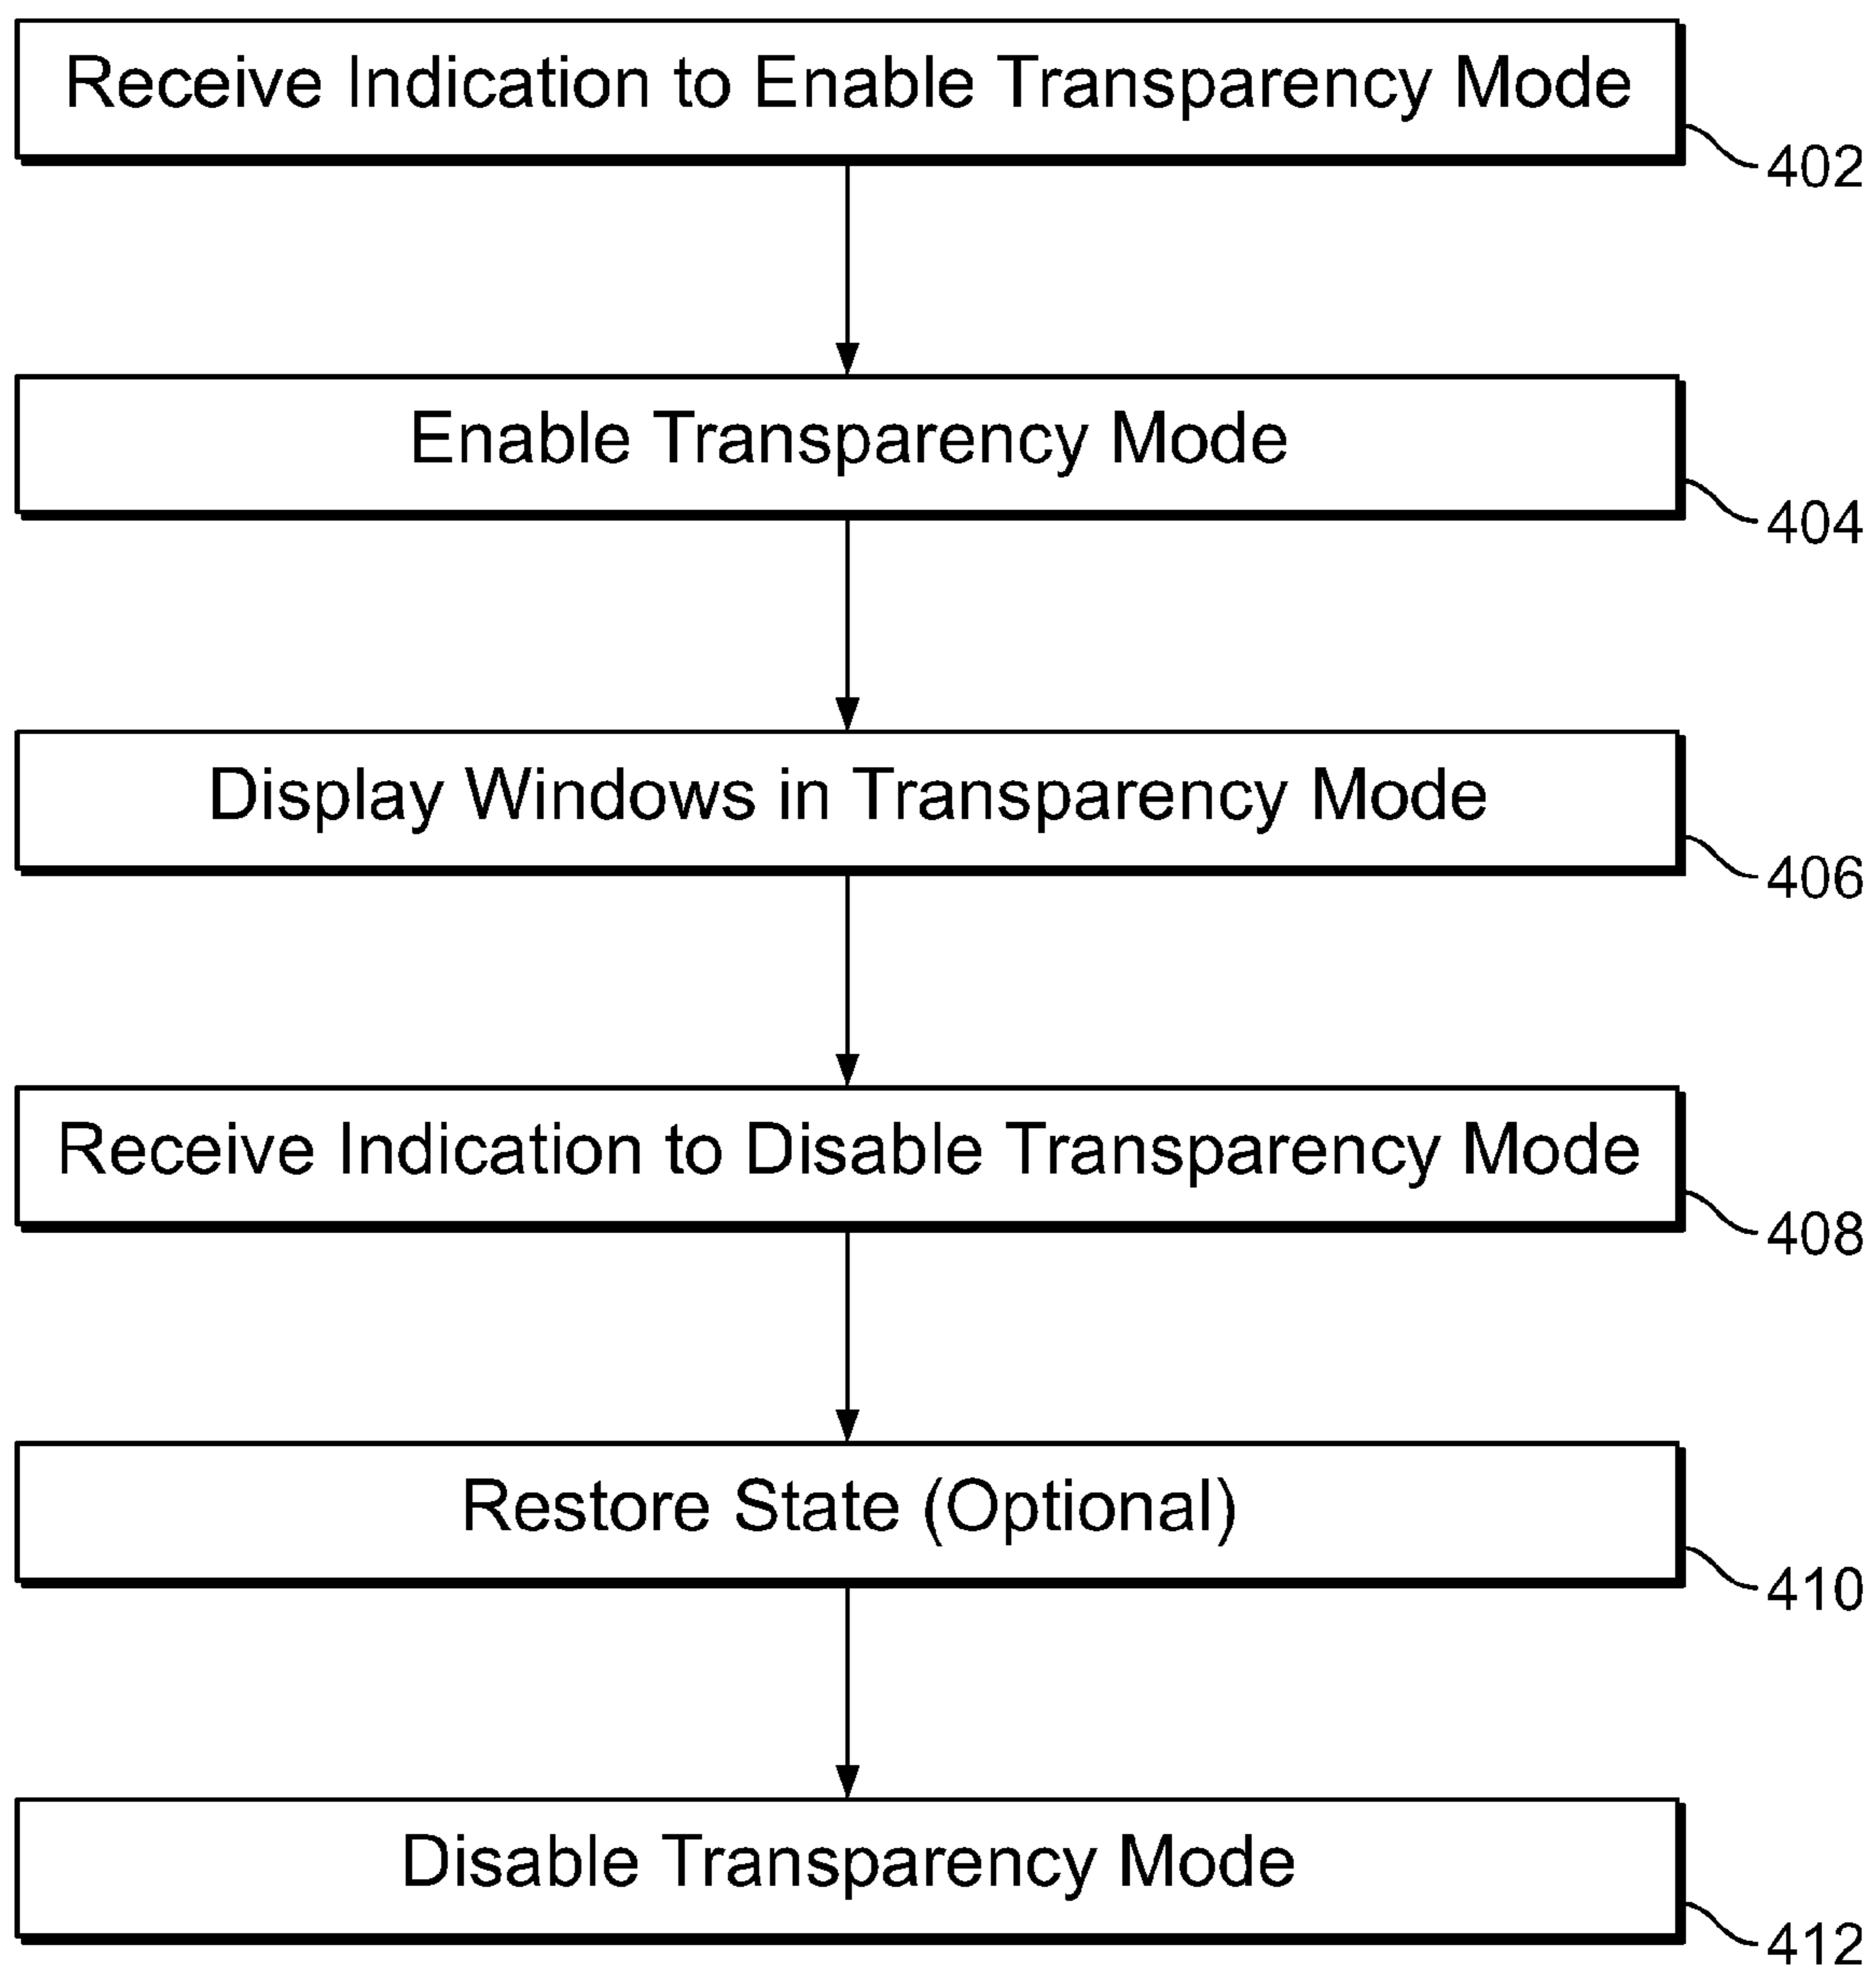 Receive Indication to Enable Transparency Mode
402
Enable Transparency Mode
404
Display Windows in Transparency Mode
406
Receive Indication to Disable Transparency Mode
408
Restore State (Optional)
410
Disable Transparency Mode
412